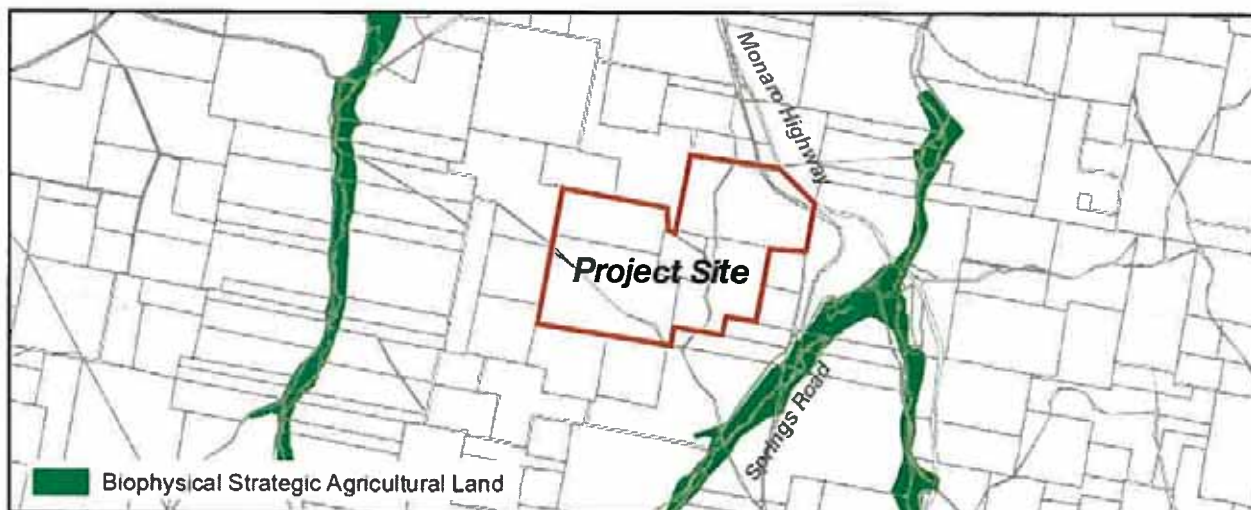 Monaro Highway
Project Site
Springs Road
Biophysical Strategic Agricultural Land